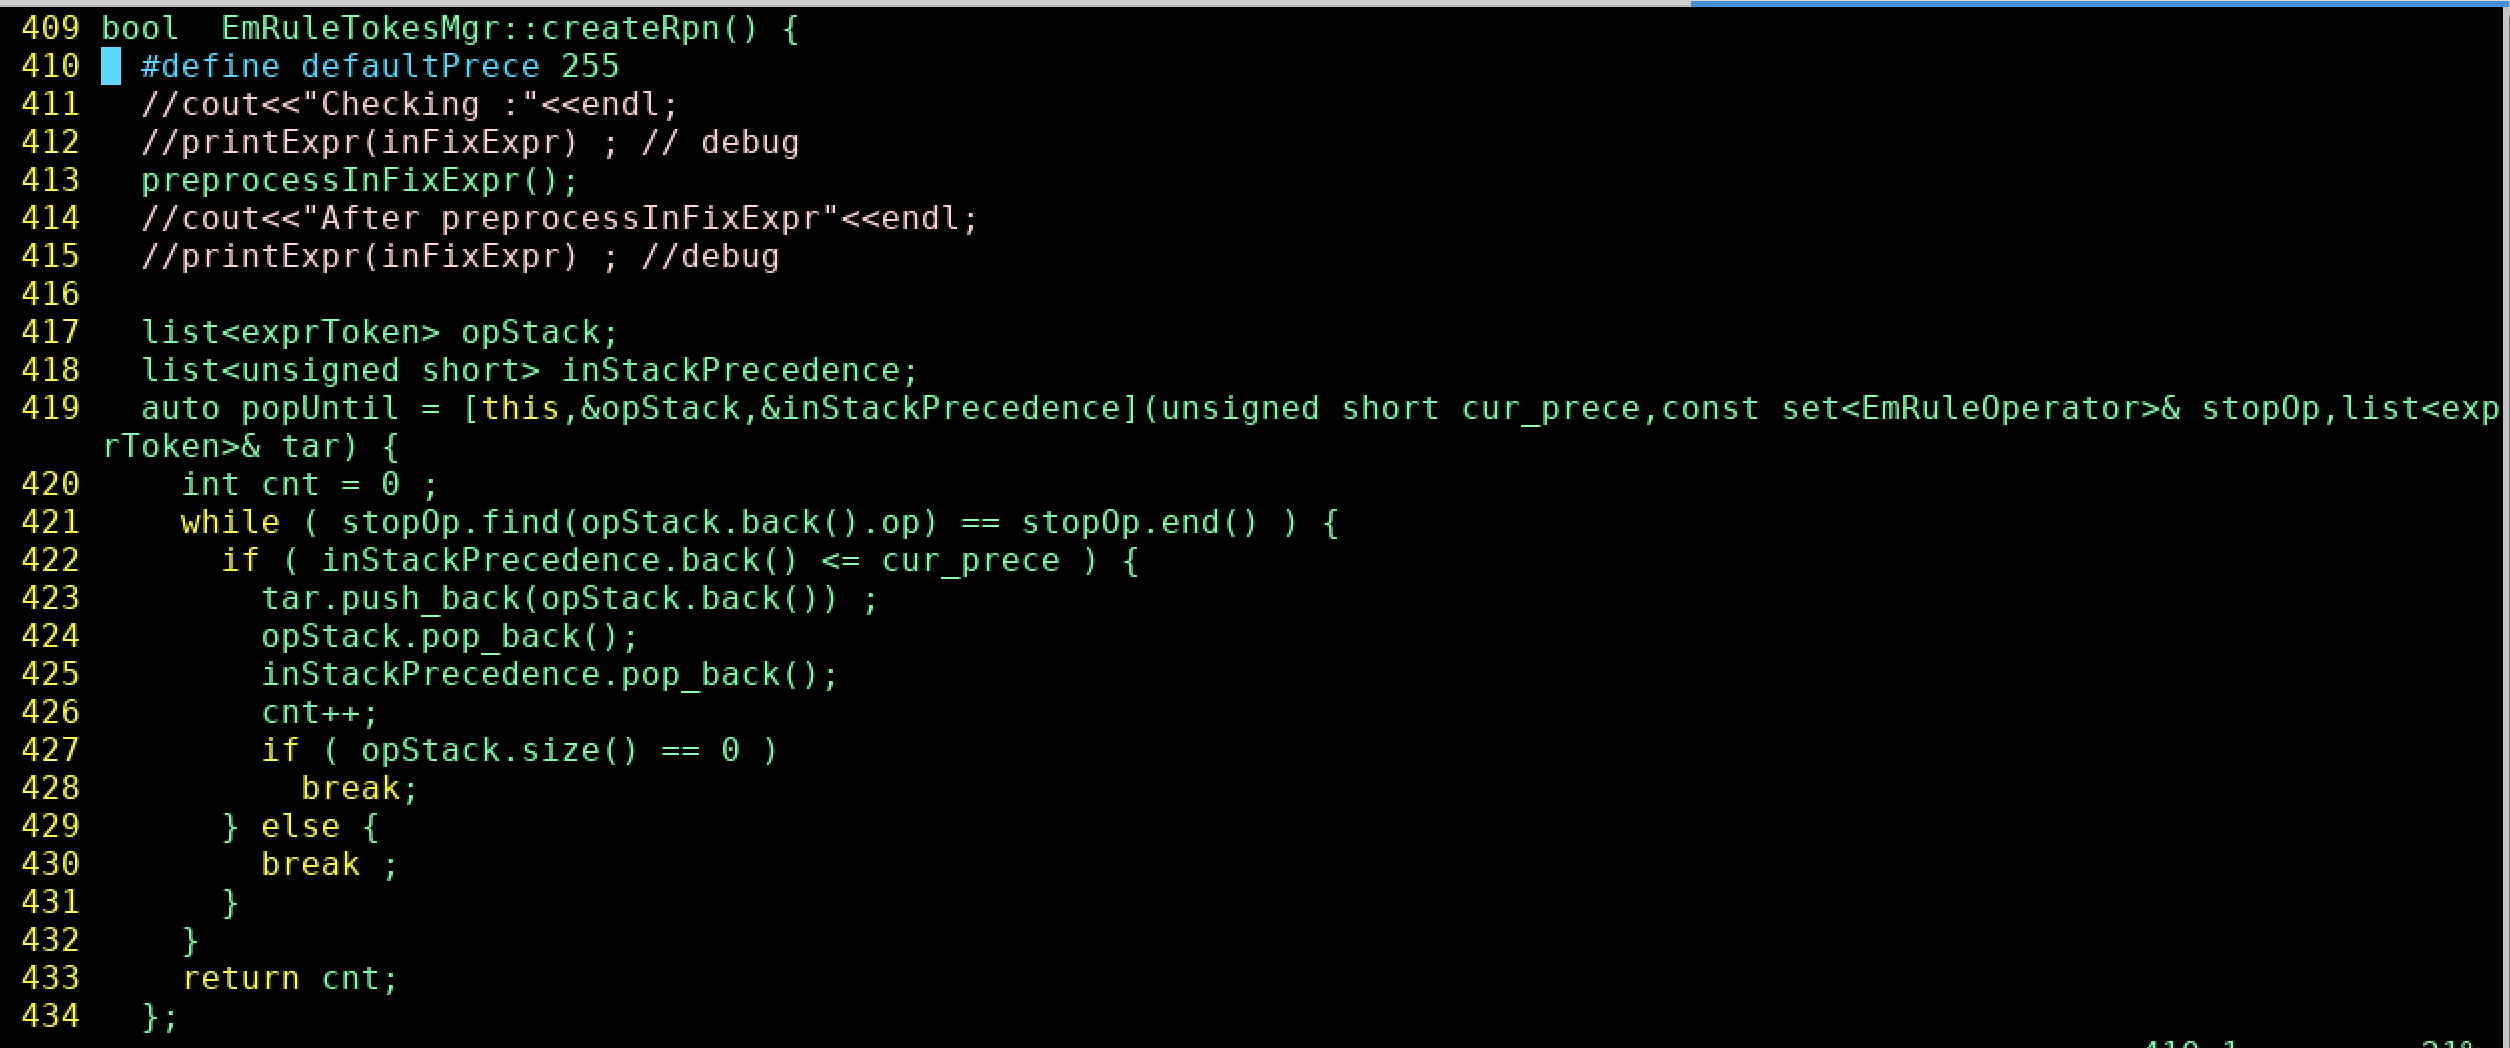 409 bool  EmRuleTokesMgr::createRpn() {
410   #define defaultPrece 255
411   //cout<<"Checking :"<<endl;
412   //printExpr(inFixExpr) ; // debug
413   preprocessInFixExpr();
414   //cout<<"After preprocessInFixExpr"<<endl;
415   //printExpr(inFixExpr) ; //debug
416
417   list<exprToken> opStack;
418   list<unsigned short> inStackPrecedence;
419   auto popUntil = [this,&opStack,&inStackPrecedence](unsigned short cur_prece,const set<EmRuleOperator>& stopOp,list<exp
rToken>& tar) {
420     int cnt = 0 ;
421     while ( stopOp.find(opStack.back().op) == stopOp.end() ) {
422       if ( inStackPrecedence.back() <= cur_prece ) {
423         tar.push_back(opStack.back()) ;
424         opStack.pop_back();
425         inStackPrecedence.pop_back();
426         cnt++;
427         if ( opStack.size() == 0 )
428           break;
429       } else {
430         break ;
431       }
432     }
433     return cnt;
434   };